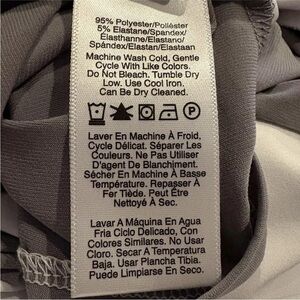 95% Polyester/Poliéster
5% Elastane/Spandex/
Élasthanne/Elastano/
Spándex/Elastan/Elastaan
Machine Wash Cold, Gentle
Cycle With Like Colors.
Do Not Bleach. Tumble Dry
Low. Use Cool Iron.
Can Be Dry Cleaned.
Laver En Machine À Froid,
Cycle Délicat. Séparer Les
Couleurs. Ne Pas Utiliser
D'agent De Blanchiment.
Sécher En Machine À Basse
Température. Repasser À
Fer Tiède. Peut Être
Nettoyé À Sec.
Lavar A Máquina En Agua
Fria Ciclo Delicado, Con
Colores Similares. No Usar
Cloro. Secar A Temperatura
Baja. Usar Plancha Tibia.
Puede Limpiarse En Seco.